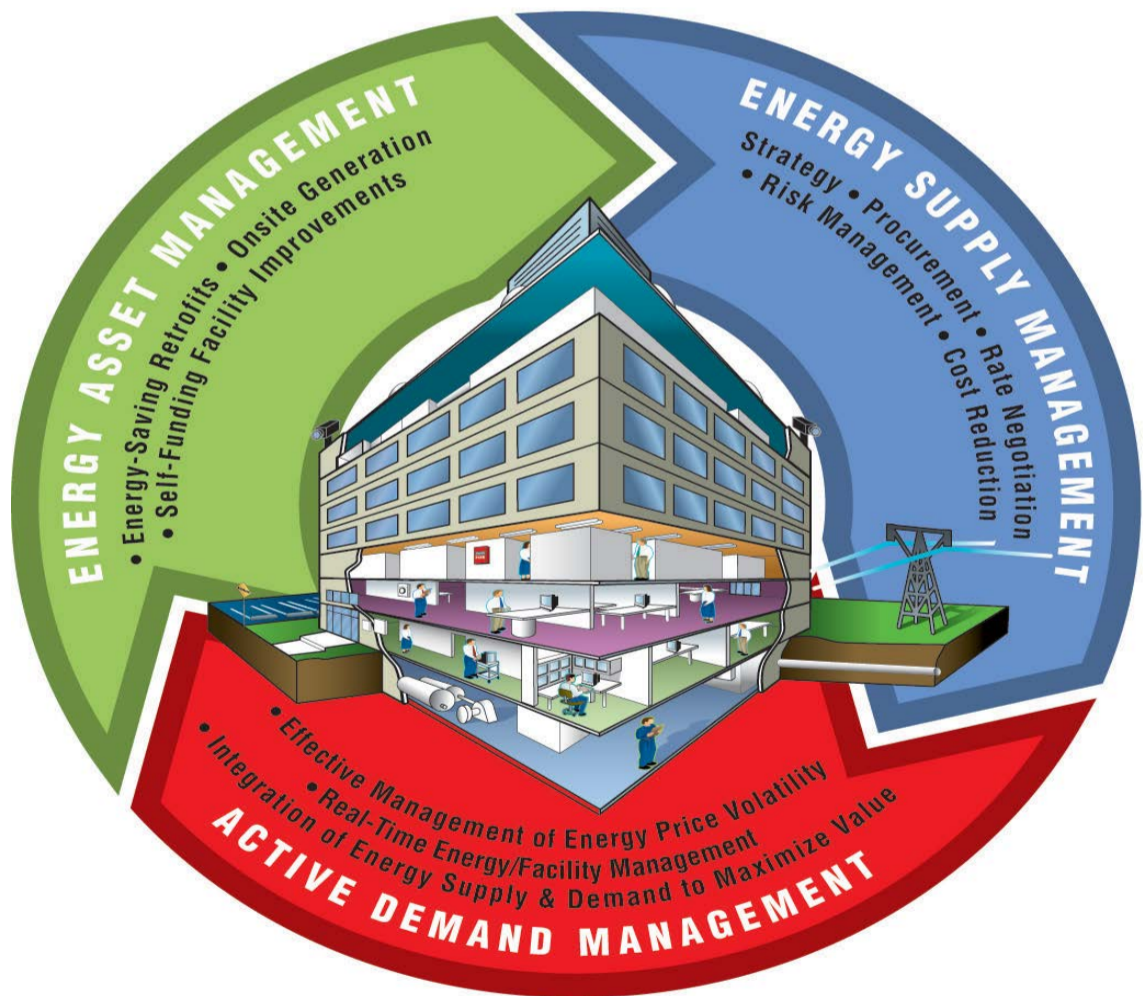 ENERGY ASSET MANAGEMENT
• Energy-Saving Retrofits • Onsite Generation
• Self-Funding Facility Improvements
ENERGY SUPPLY MANAGEMENT
Strategy • Procurement • Rate Negotiation
• Risk Management • Cost Reduction
• Effective Management of Energy Price Volatility
• Real-Time Energy/Facility Management
• Integration of Energy Supply & Demand to Maximize Value
ACTIVE DEMAND MANAGEMENT